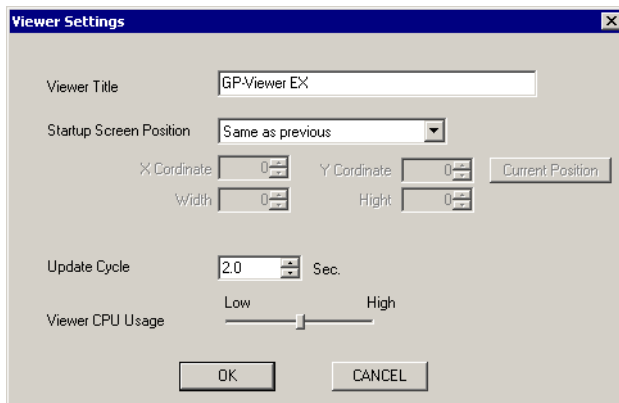 Viewer Settings
Viewer Title GP-Viewer EX
Startup Screen Position Same as previous
X Cordinate 0 Y Cordinate 0 Current Position
Width 0 Hight 0
Update Cycle 2.0 Sec.
Low High
Viewer CPU Usage
OK CANCEL